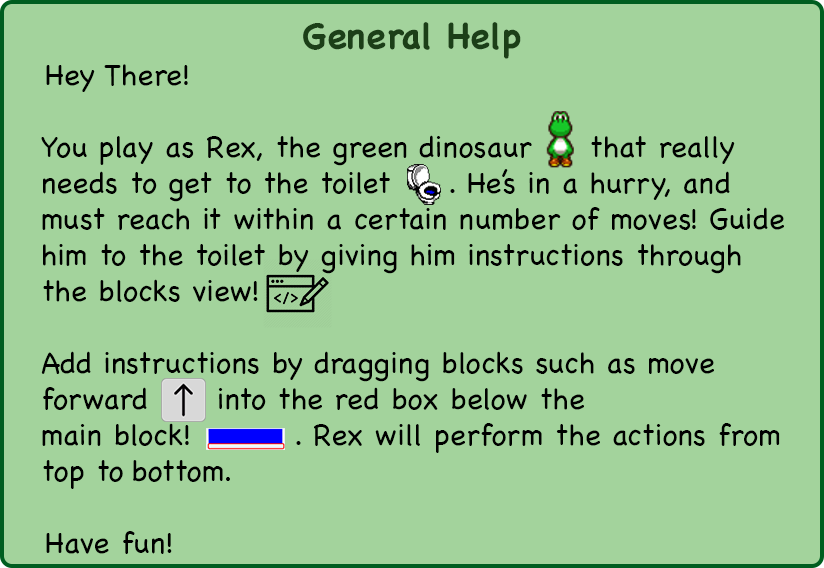 General Help
Hey There!
You play as Rex, the green dinosaur that really
needs to get to the toilet . He's in a hurry, and
must reach it within a certain number of moves! Guide
him to the toilet by giving him instructions through
the blocks view! </>
Add instructions by dragging blocks such as move
forward ↑ into the red box below the
main block! . Rex will perform the actions from
top to bottom.
Have fun!